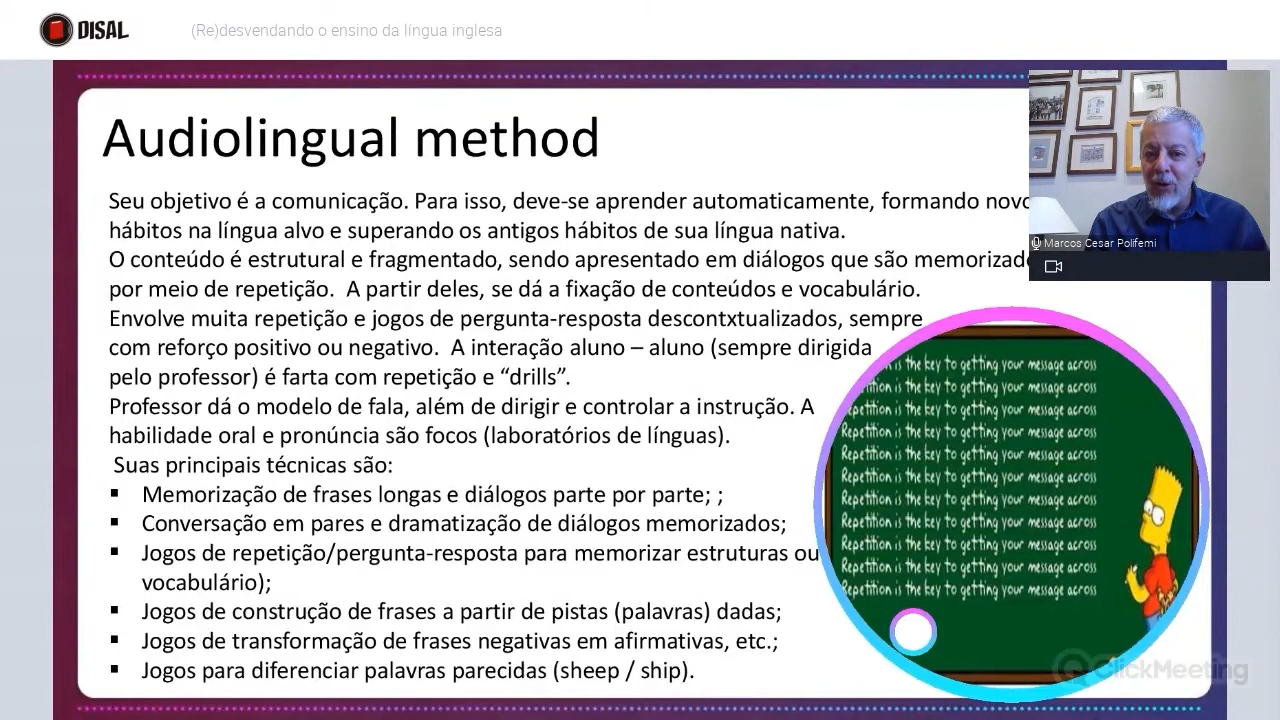 DISAL
(Re)desvendando o ensino da língua inglesa
Audiolingual method
Seu objetivo é a comunicação. Para isso, deve-se aprender automaticamente, formando novo
hábitos na língua alvo e superando os antigos hábitos de sua língua nativa.
O conteúdo é estrutural e fragmentado, sendo apresentado em diálogos que são memorizad
por meio de repetição. A partir deles, se dá a fixação de conteúdos e vocabulário.
Envolve muita repetição e jogos de pergunta-resposta descontxtualizados, sempre
com reforço positivo ou negativo. A interação aluno – aluno (sempre dirigida
pelo professor) é farta com repetição e “drills”.
Professor dá o modelo de fala, além de dirigir e controlar a instrução. A
habilidade oral e pronúncia são focos (laboratórios de línguas).
Suas principais técnicas são:
▪ Memorização de frases longas e diálogos parte por parte; ;
▪ Conversação em pares e dramatização de diálogos memorizados;
▪ Jogos de repetição/pergunta-resposta para memorizar estruturas ou
vocabulário);
▪ Jogos de construção de frases a partir de pistas (palavras) dadas;
▪ Jogos de transformação de frases negativas em afirmativas, etc.;
▪ Jogos para diferenciar palavras parecidas (sheep / ship).
Marcos Cesar Polifemi
is the key to getting your message across
is the key to getting your message across
epetition is the key to getting your message across
Repetition is the key to getting your message across
Repetition is the key to getting your message across
Repetition is the key to getting your message across
Repetition is the key to getting your message across
Repetition is the key to getting your message across
Repetition is the key to getting your message across
Repetition is the key to getting your message across
Repetition is the key to getting your message across
ClickMeeting